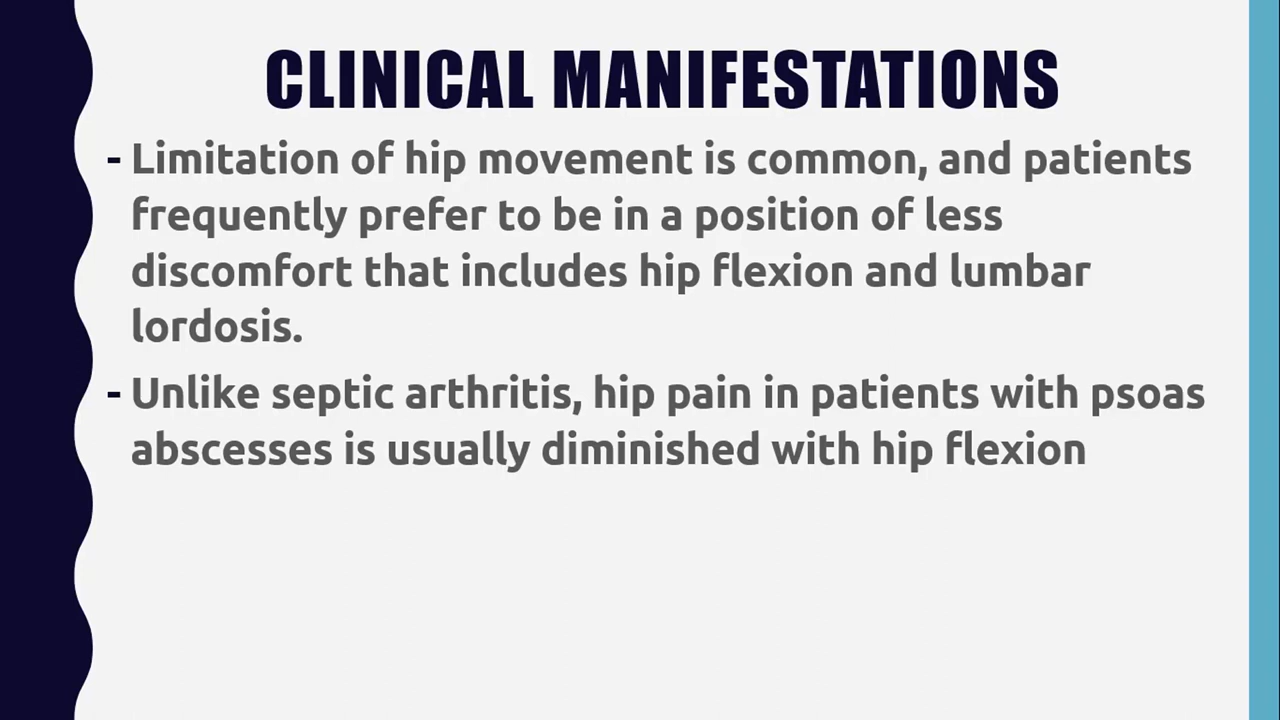 CLINICAL MANIFESTATIONS
- Limitation of hip movement is common, and patients
frequently prefer to be in a position of less
discomfort that includes hip flexion and lumbar
lordosis.
- Unlike septic arthritis, hip pain in patients with psoas
abscesses is usually diminished with hip flexion